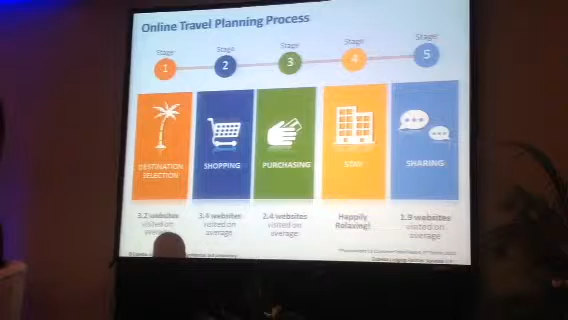 Online Travel Planning Process
Stage Stage Stage Stage Stage
1 2 3 4 5
DESTINATION
SELECTION
SHOPPING
PURCHASING
STAY
SHARING
3.2 websites
visited on
average
3.4 websites
visited on
average
2.4 websites
visited on
average
Happily
Relaxing!
1.9 websites
visited on
average